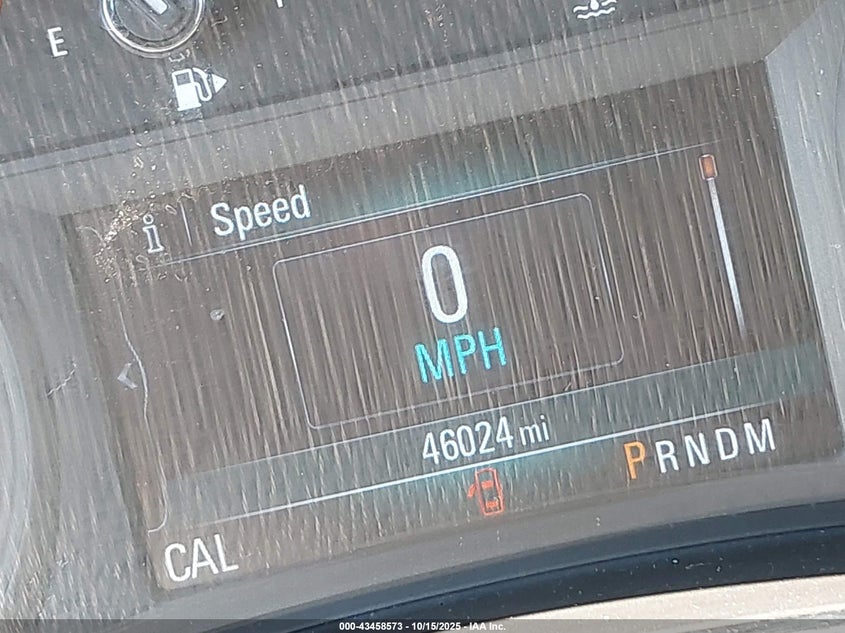 E
i Speed
0
MPH
46024 mi
PRNDM
CAL
000-43458573 - 10/15/2025 - IAA Inc.